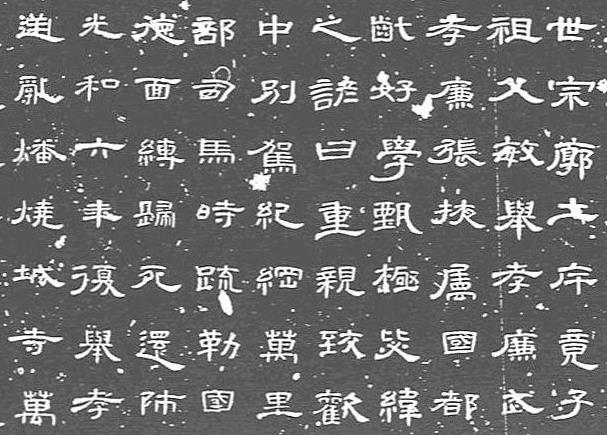 世宗廓土斥竟子
祖父敏舉孝廉武
孝廉張掖屬國都
齔好學甄極毖緯
之諺曰重親致歡
中別駕紀綱萬里
部司馬時疏勒國
德面縛歸死還師
光和六年復舉孝
逆亂燔燒城寺萬